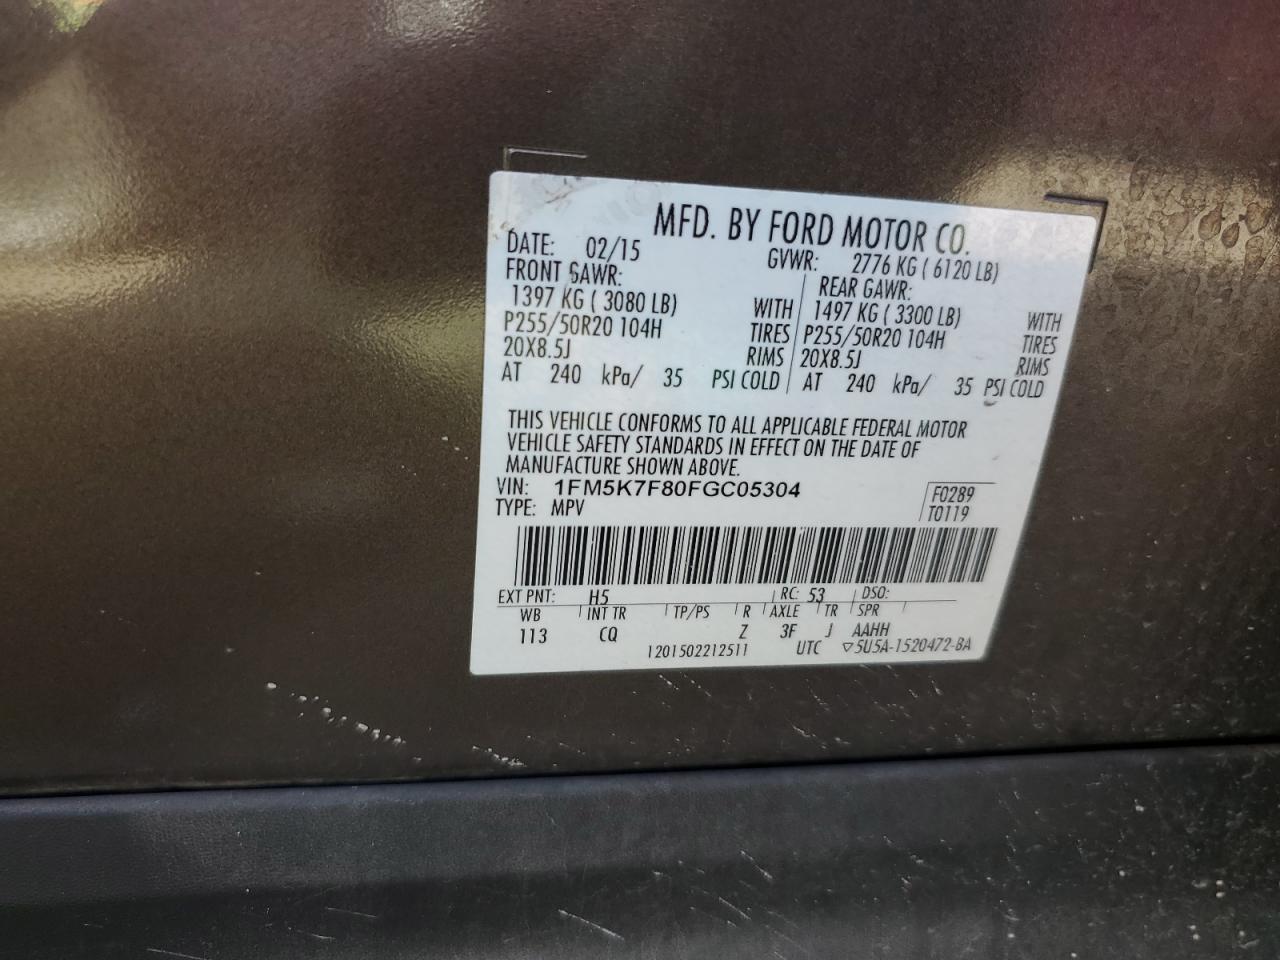 MFD. BY FORD MOTOR CO.
DATE: 02/15 GVWR: 2776 KG ( 6120 LB)
FRONT GAWR: REAR GAWR:
1397 KG ( 3080 LB) WITH 1497 KG ( 3300 LB) WITH
P255/50R20 104H TIRES P255/50R20 104H TIRES
20X8.5J RIMS 20X8.5J RIMS
AT 240 kPa/ 35 PSI COLD AT 240 kPa/ 35 PSI COLD
THIS VEHICLE CONFORMS TO ALL APPLICABLE FEDERAL MOTOR
VEHICLE SAFETY STANDARDS IN EFFECT ON THE DATE OF
MANUFACTURE SHOWN ABOVE.
VIN: 1FM5K7F80FGC05304 F0289
TYPE: MPV T0119
EXT PNT: H5 RC: 53 DSO:
WB INT TR TP/PS R AXLE TR SPR
113 CQ Z 3F J AAHH
1201502212511 UTC ▽5U5A-1520472-BA